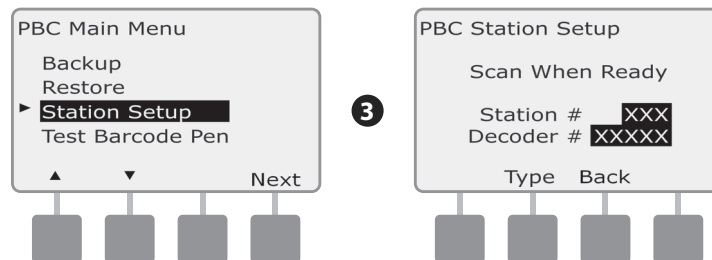 PBC Main Menu
Backup
Restore
► Station Setup
Test Barcode Pen
▲ ▼ Next
3
PBC Station Setup
Scan When Ready
Station # XXX
Decoder # XXXXX
Type Back